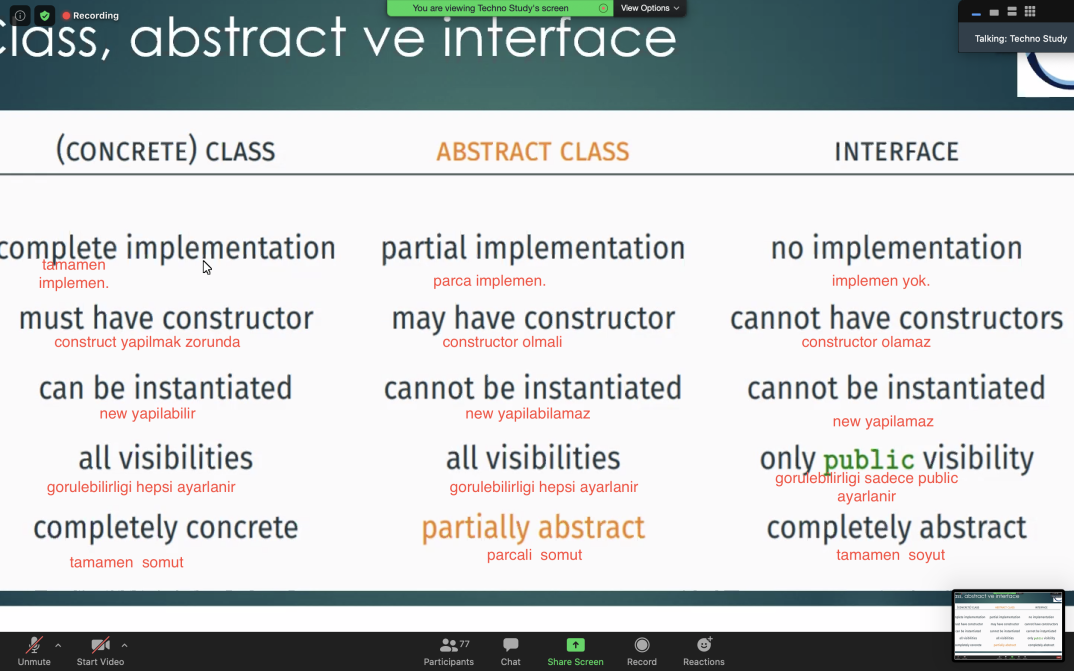 Recording
You are viewing Techno Study's screen
View Options
Talking: Techno Study
Class, abstract ve interface
(CONCRETE) CLASS
ABSTRACT CLASS
INTERFACE
complete implementation
partial implementation
no implementation
tamamen
implemen.
parca implemen.
implemen yok.
must have constructor
may have constructor
cannot have constructors
construct yapilmak zorunda
constructor olmali
constructor olamaz
can be instantiated
cannot be instantiated
cannot be instantiated
new yapilabilir
new yapilabilamaz
new yapilamaz
all visibilities
all visibilities
only public visibility
gorulebilirligi hepsi ayarlanir
gorulebilirligi hepsi ayarlanir
gorulebilirligi sadece public
ayarlanir
completely concrete
partially abstract
completely abstract
tamamen somut
parcali somut
tamamen soyut
Unmute
Start Video
Participants
77
Chat
Share Screen
Record
Reactions